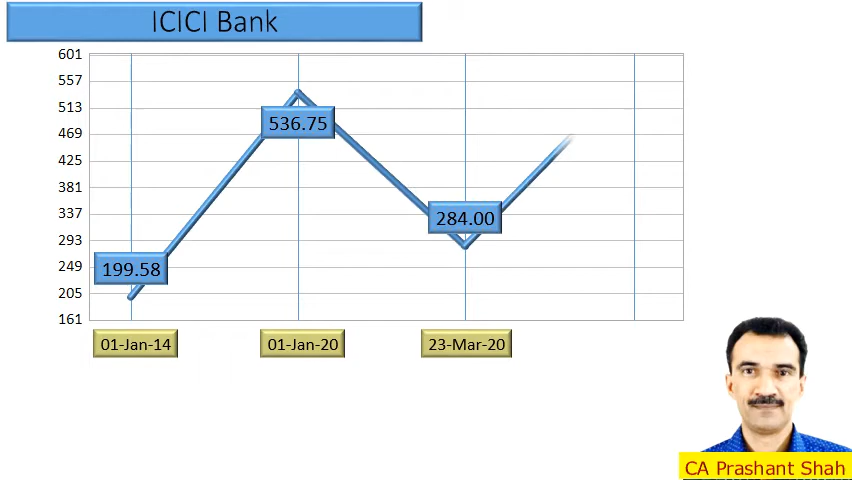 ICICI Bank
601
557
513
469
425
381
337
293
249
205
161
199.58
536.75
284.00
01-Jan-14
01-Jan-20
23-Mar-20
CA Prashant Shah